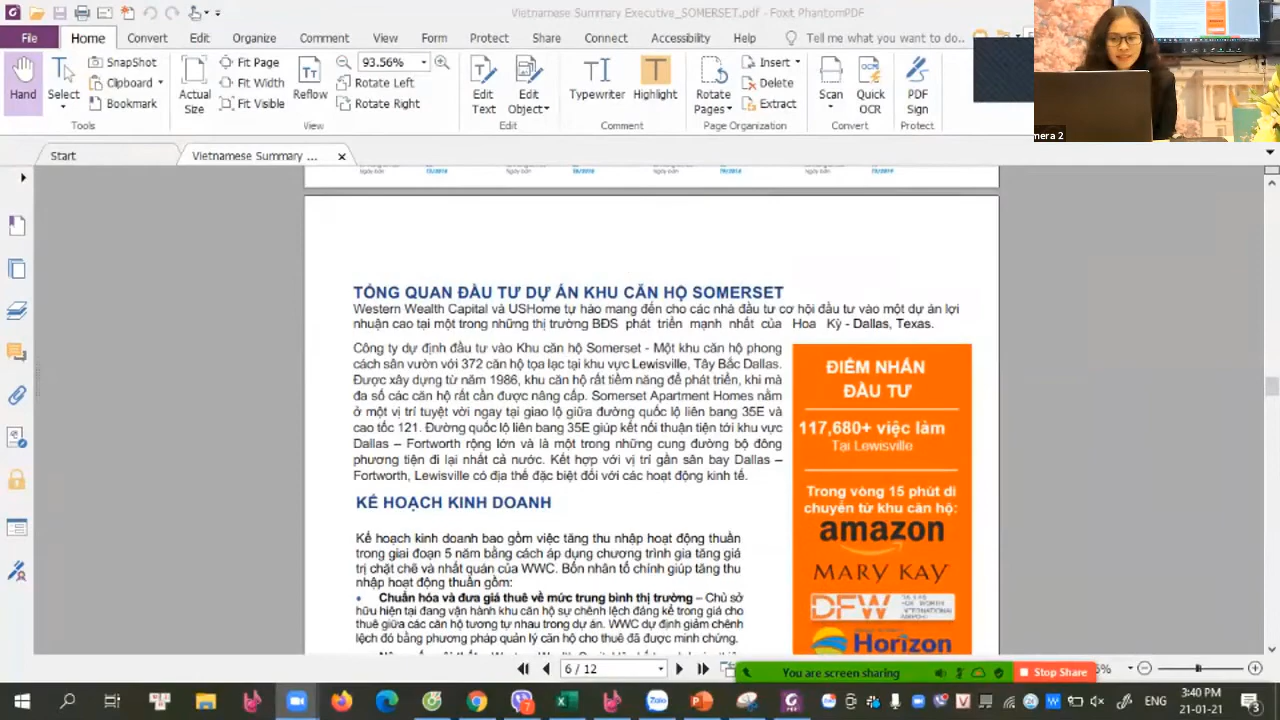 Vietnamese Summary Executive_SOMERSET.pdf - Foxit PhantomPDF
File Home Convert Edit Organize Comment View Form Protect Share Connect Accessibility Help Tell me what you want to do..
Hand
Select
SnapShot
Clipboard
Bookmark
Tools
Actual Size
Fit Page
Fit Width
Fit Visible
Reflow
93.56%
Rotate Left
Rotate Right
View
Edit Text
Edit Object
Edit
Typewriter
Highlight
Comment
Rotate Pages
Insert
Delete
Extract
Page Organization
Scan
Quick OCR
Convert
PDF Sign
Protect
mera 2
Start
Vietnamese Summary ...
TỔNG QUAN ĐẦU TƯ DỰ ÁN KHU CĂN HỘ SOMERSET
Western Wealth Capital và USHome tự hào mang đến cho các nhà đầu tư cơ hội đầu tư vào một dự án lợi
nhuận cao tại một trong những thị trường BĐS phát triển mạnh nhất của Hoa Kỳ - Dallas, Texas.
Công ty dự định đầu tư vào Khu căn hộ Somerset - Một khu căn hộ phong
cách sân vườn với 372 căn hộ tọa lạc tại khu vực Lewisville, Tây Bắc Dallas.
Được xây dựng từ năm 1986, khu căn hộ rất tiềm năng để phát triển, khi mà
đa số các căn hộ rất cần được nâng cấp. Somerset Apartment Homes nằm
ở một vị trí tuyệt vời ngay tại giao lộ giữa đường quốc lộ liên bang 35E và
cao tốc 121. Đường quốc lộ liên bang 35E giúp kết nối thuận tiện tới khu vực
Dallas – Fortworth rộng lớn và là một trong những cung đường bộ đông
phương tiện đi lại nhất cả nước. Kết hợp với vị trí gần sân bay Dallas –
Fortworth, Lewisville có địa thế đặc biệt đối với các hoạt động kinh tế.
KẾ HOẠCH KINH DOANH
Kế hoạch kinh doanh bao gồm việc tăng thu nhập hoạt động thuần
trong giai đoạn 5 năm bằng cách áp dụng chương trình gia tăng giá
trị chặt chẽ và nhất quán của WWC. Bốn nhân tố chính giúp tăng thu
nhập hoạt động thuần gồm:
• Chuẩn hóa và đưa giá thuê về mức trung bình thị trường – Chủ sở
hữu hiện tại đang vận hành khu căn hộ sự chênh lệch đáng kể trong giá cho
thuê giữa các căn hộ tương tự nhau trong dự án. WWC dự định giảm chênh
lệch đó bằng phương pháp quản lý căn hộ cho thuê đã được minh chứng.
ĐIỂM NHẤN
ĐẦU TƯ
117,680+ việc làm
Tại Lewisville
Trong vòng 15 phút di
chuyển từ khu căn hộ:
amazon
MARY KAY
DFW
Horizon
6 / 12
You are screen sharing
Stop Share
ENG
3:40 PM
21-01-21